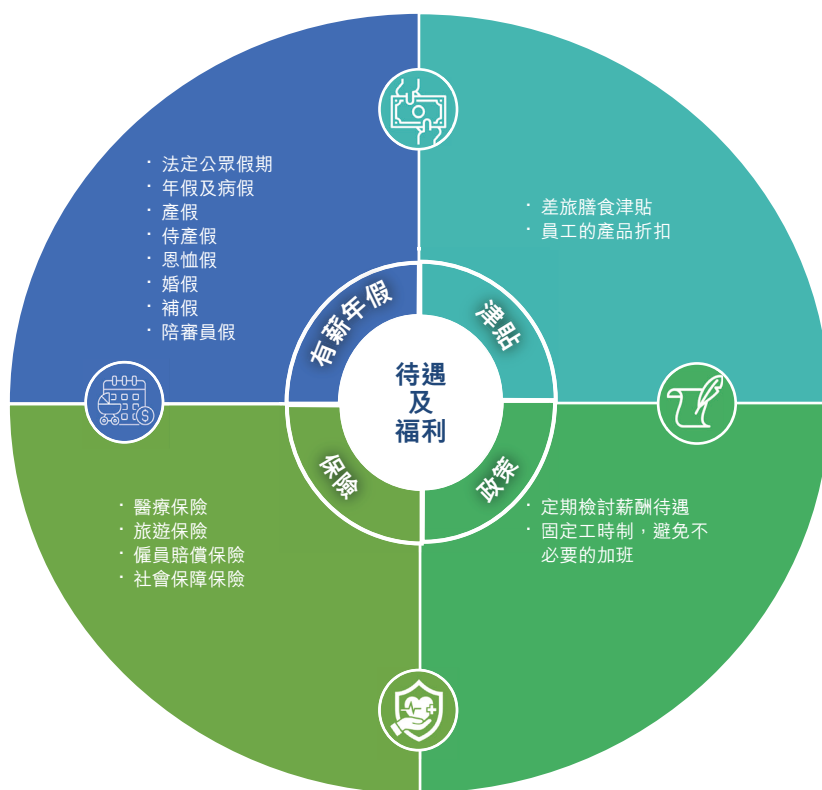 待遇
及
福利
有薪年假
· 法定公眾假期
· 年假及病假
· 產假
· 侍產假
· 恩恤假
· 婚假
· 補假
· 陪審員假
津貼
· 差旅膳食津貼
· 員工的產品折扣
保險
· 醫療保險
· 旅遊保險
· 僱員賠償保險
· 社會保障保險
政策
· 定期檢討薪酬待遇
· 固定工時制，避免不
必要的加班